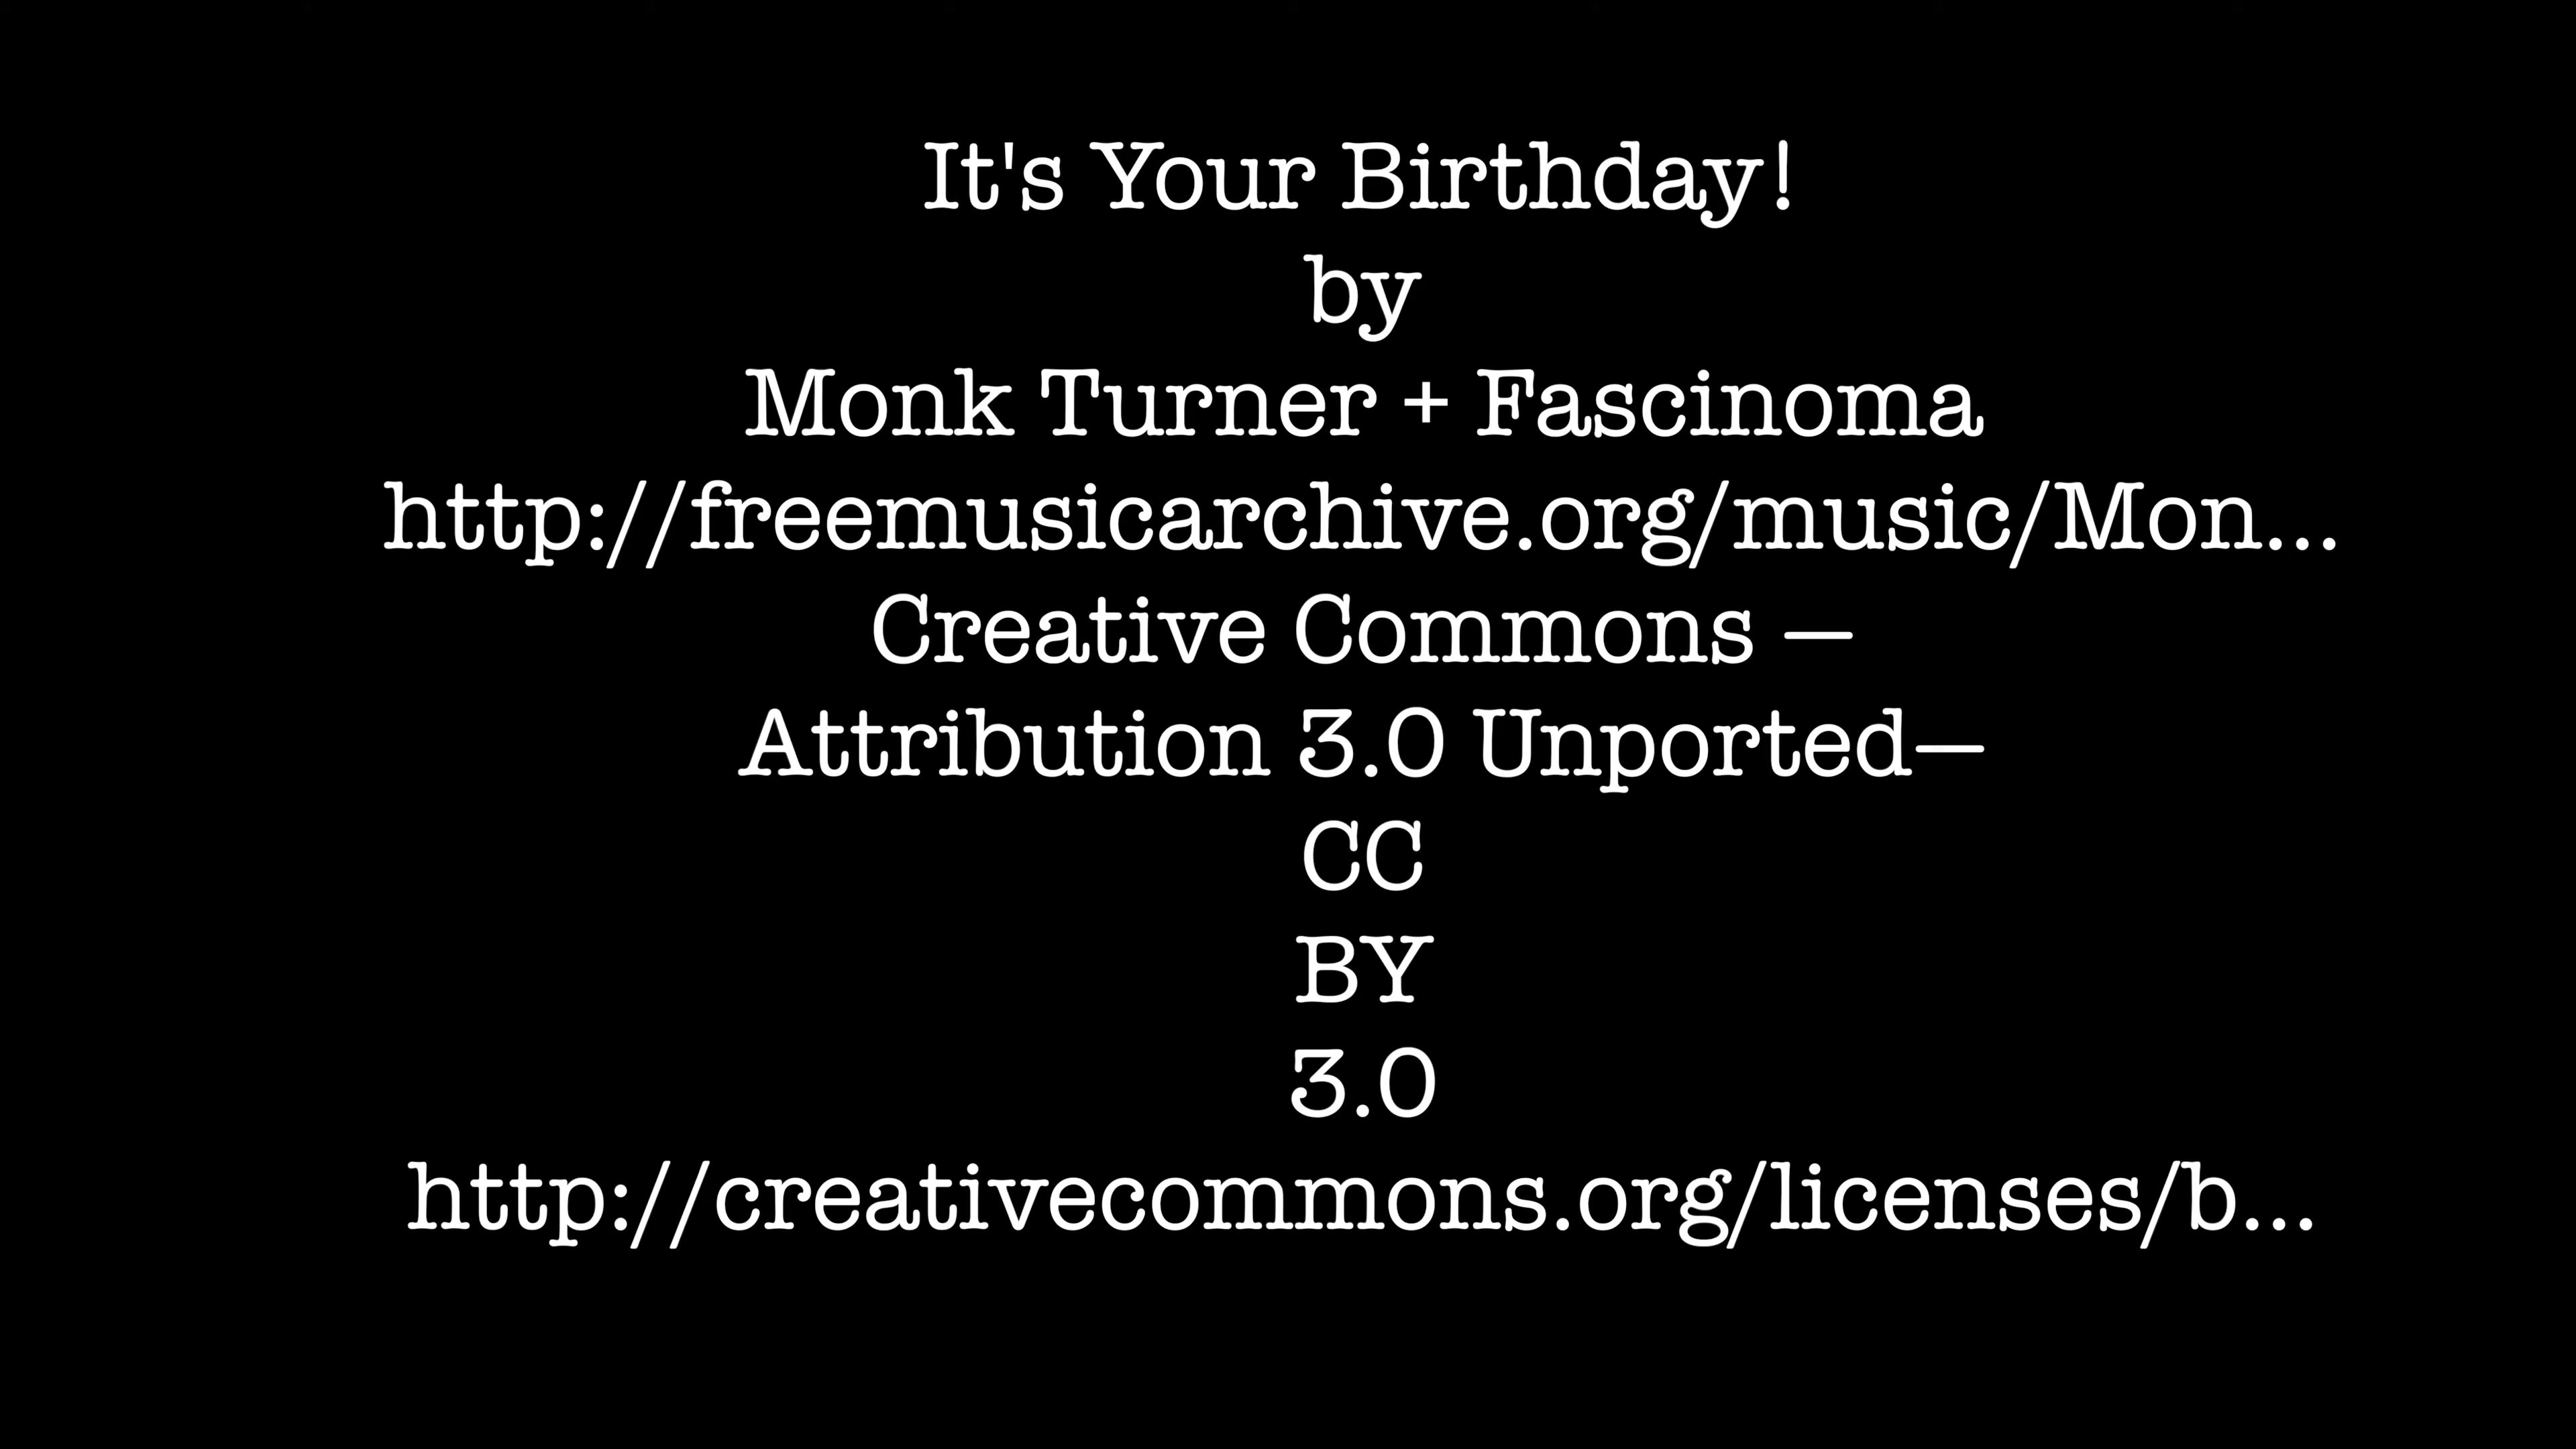 It's Your Birthday!
by
Monk Turner + Fascinoma
http://freemusicarchive.org/music/Mon...
Creative Commons —
Attribution 3.0 Unported—
CC
BY
3.0
http://creativecommons.org/licenses/b...